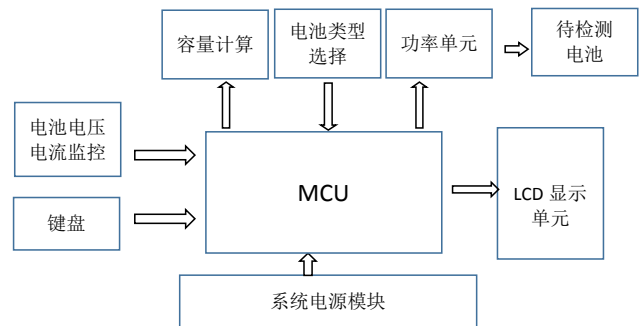 容量计算
电池类型
选择
功率单元
待检测
电池
电池电压
电流监控
MCU
LCD 显示
单元
键盘
系统电源模块